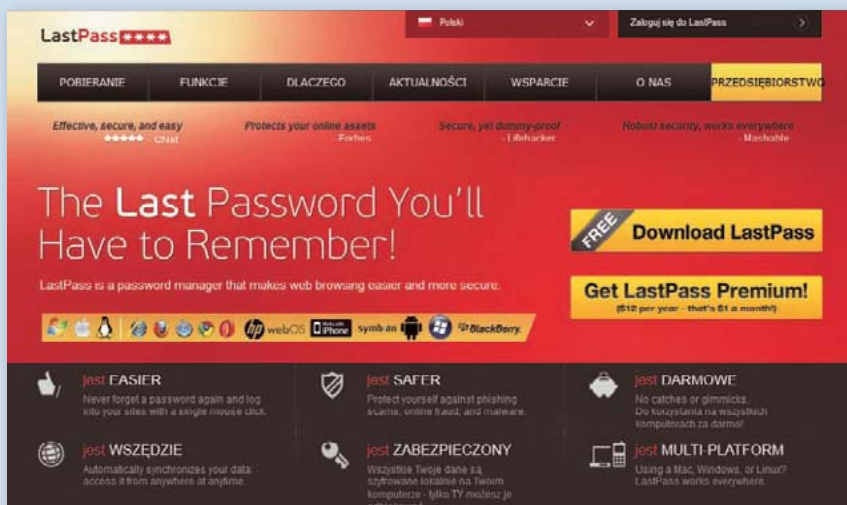 Polski
Zaloguj się do LastPass
LastPass ****
POBIERANIE FUNKCJE DLACZEGO AKTUALNOŚCI WSPARCIE O NAS PRZEDSIĘBIORSTWO
Effective, secure, and easy Protects your online assets Secure, yet dummy-proof Robust security, works everywhere
- CNet - Forbes - Lifehacker - Mashable
The Last Password You'll
Have to Remember!
LastPass is a password manager that makes web browsing easier and more secure.
FREE Download LastPass
Get LastPass Premium!
($12 per year - that's $1 a month!)
hp webOS iPhone symbian BlackBerry.
jest EASIER
Never forget a password again and log
into your sites with a single mouse click.
jest SAFER
Protect yourself against phishing
scams, online fraud, and malware.
jest DARMOWE
No catches or gimmicks.
Do korzystania na wszystkich
komputerach za darmo!
jest WSZĘDZIE
Automatically synchronizes your data:
access it from anywhere at anytime.
jest ZABEZPIECZONY
Wszystkie Twoje dane są
szyfrowane lokalnie na Twoim
komputerze - tylko TY możesz je
jest MULTI-PLATFORM
Using a Mac, Windows, or Linux?
LastPass works everywhere.